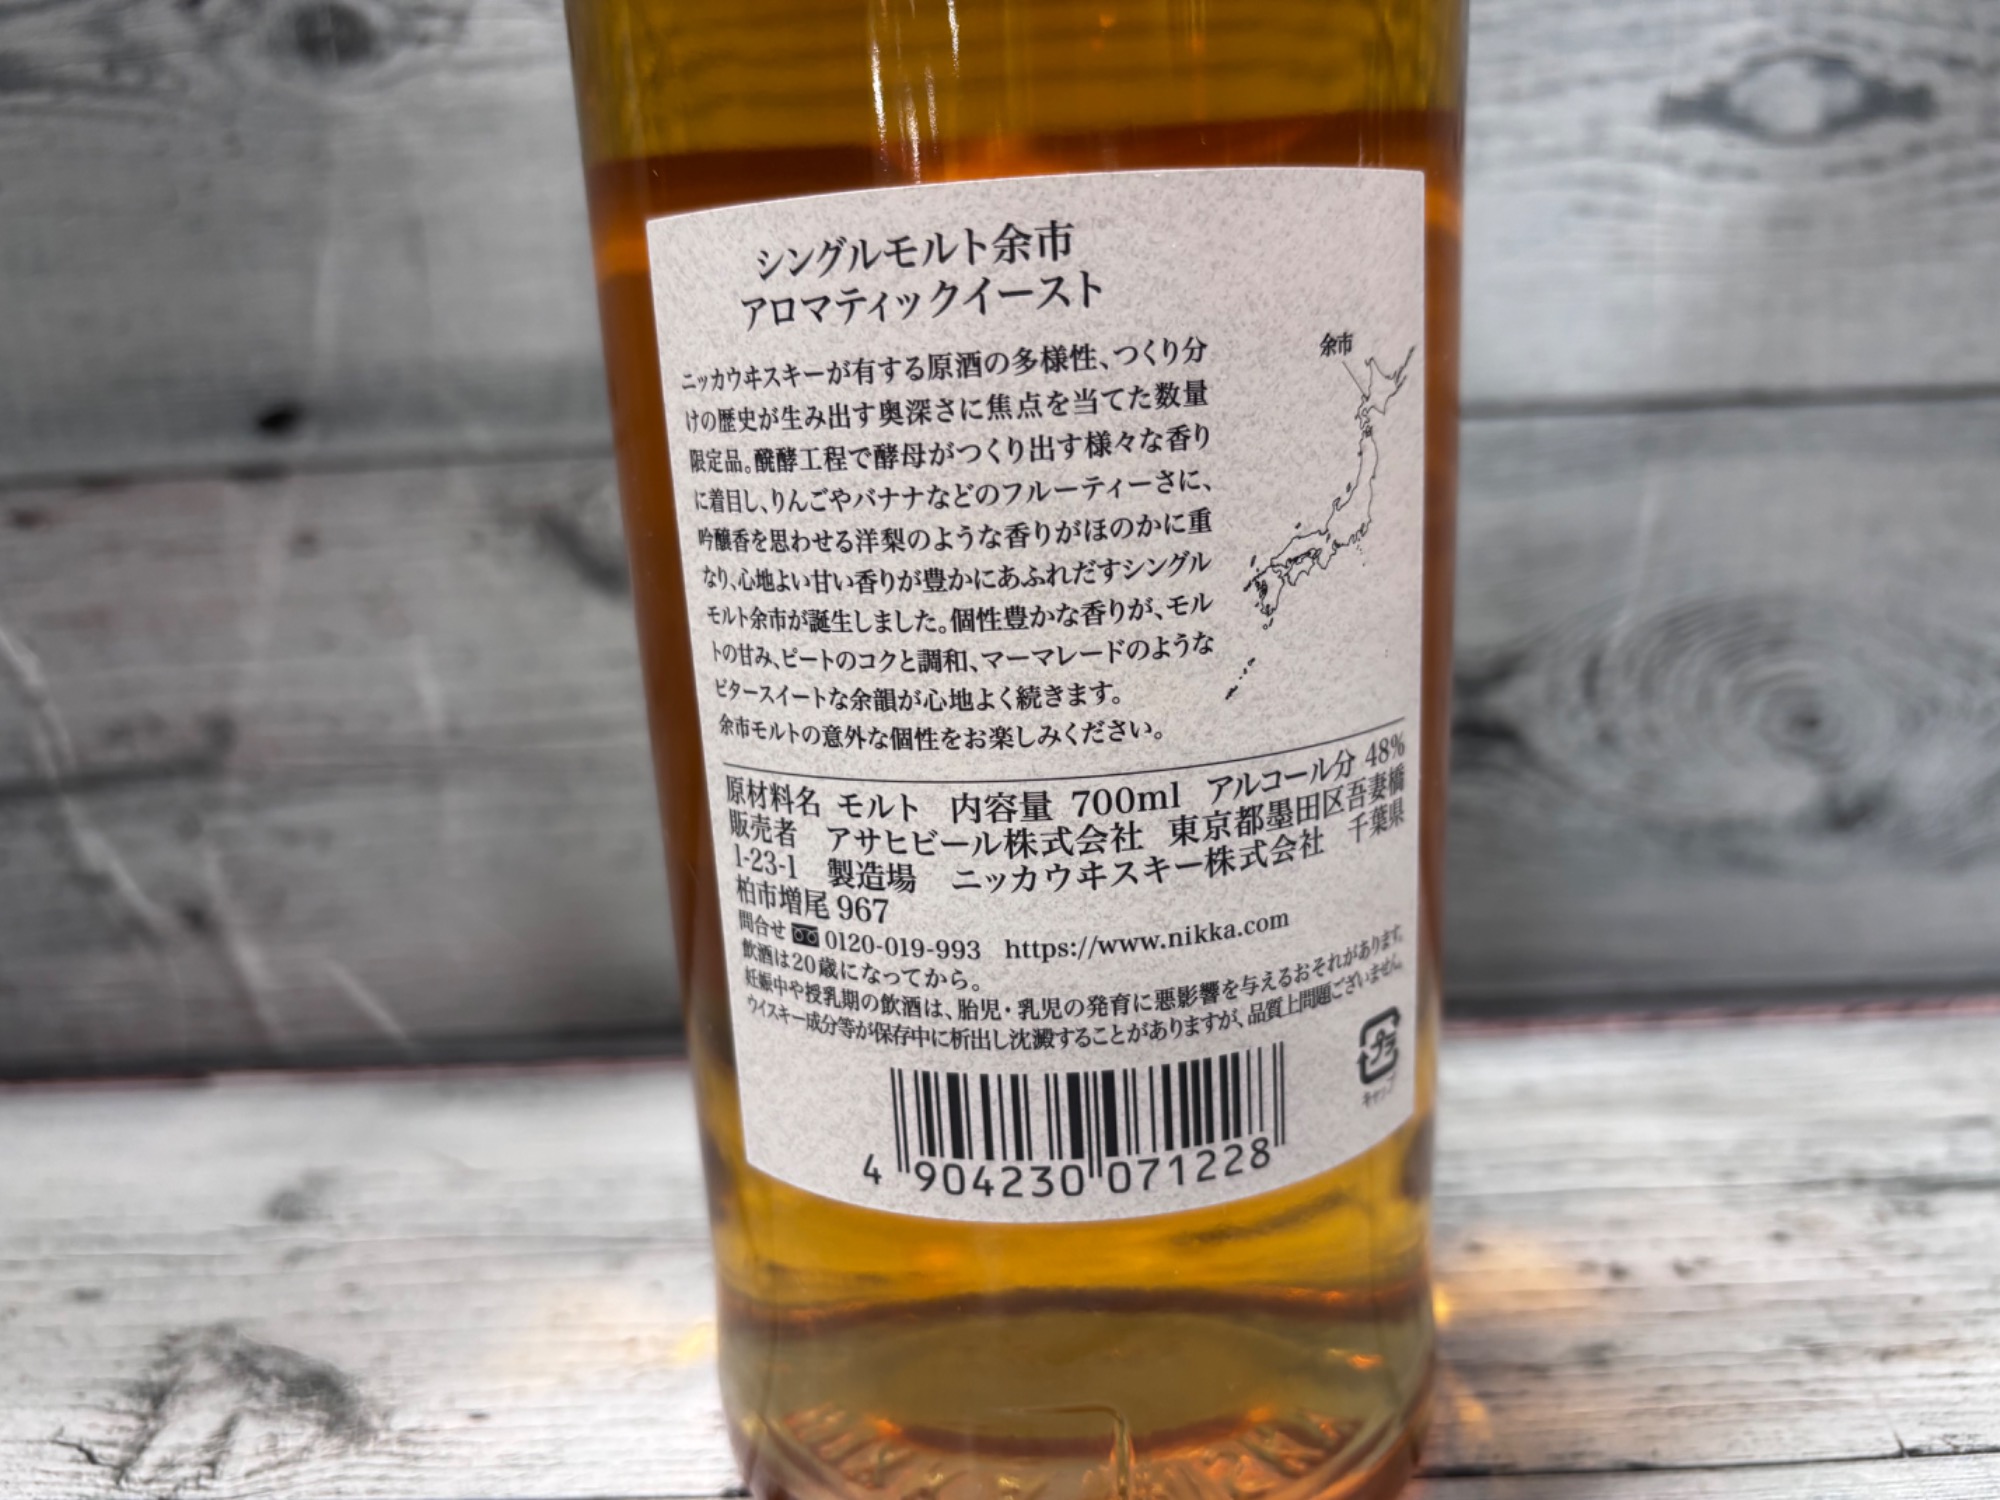 シングルモルト余市
アロマティックイースト
余市
ニッカウヰスキーが有する原酒の多様性、つくり分
けの歴史が生み出す奥深さに焦点を当てた数量
限定品。醗酵工程で酵母がつくり出す様々な香り
に着目し、りんごやバナナなどのフルーティーさに、
吟醸香を思わせる洋梨のような香りがほのかに重
なり、心地よい甘い香りが豊かにあふれだすシングル
モルト余市が誕生しました。個性豊かな香りが、モル
トの甘み、ピートのコクと調和、マーマレードのような
ビタースイートな余韻が心地よく続きます。
余市モルトの意外な個性をお楽しみください。
原材料名 モルト 内容量 700ml アルコール分 48%
販売者 アサヒビール株式会社 東京都墨田区吾妻橋
1-23-1 製造場 ニッカウヰスキー株式会社 千葉県
柏市増尾 967
問合せ 0120-019-993 https://www.nikka.com
飲酒は20歳になってから。
妊娠中や授乳期の飲酒は、胎児・乳児の発育に悪影響を与えるおそれがあります。
ウイスキー成分等が保存中に析出し沈澱することがありますが、品質上問題ございません。
プラ
キャップ
4 904230 071228